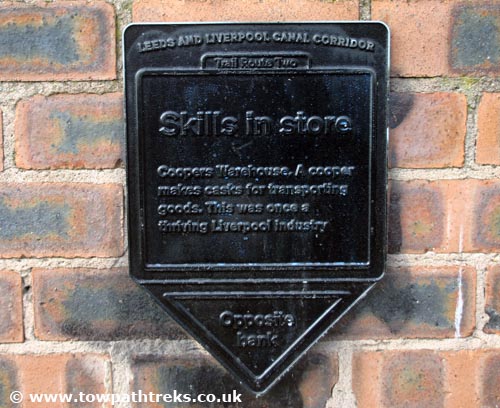 LEEDS AND LIVERPOOL CANAL CORRIDOR
Trail Route Two
Skills in store
Coopers Warehouse. A cooper
makes casks for transporting
goods. This was once a
thriving Liverpool industry
Opposite
bank
© www.towpathtreks.co.uk